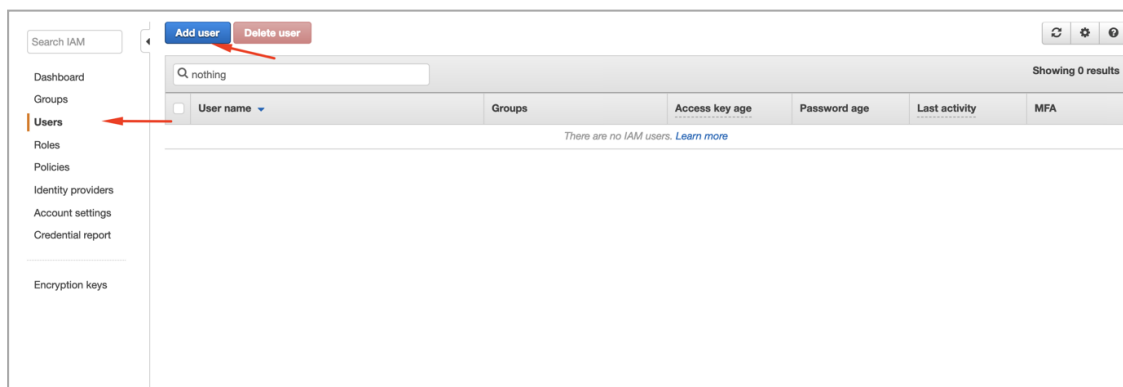 Search IAM
Dashboard
Groups
Users
Roles
Policies
Identity providers
Account settings
Credential report
Encryption keys
Add user Delete user
nothing Showing 0 results
User name Groups Access key age Password age Last activity MFA
There are no IAM users. Learn more